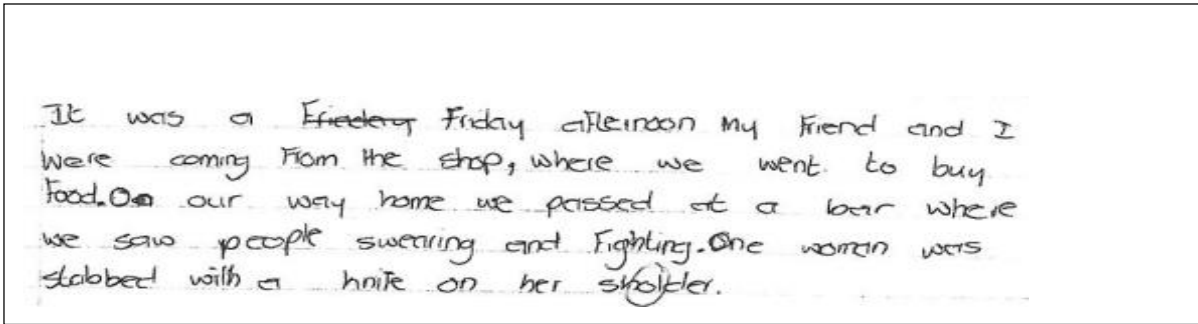 It was a Frieday Friday afternoon my friend and I
were coming from the shop, where we went to buy
food. On our way home we passed at a bar where
we saw people swearing and fighting. One woman was
stabbed with a knife on her sholder.